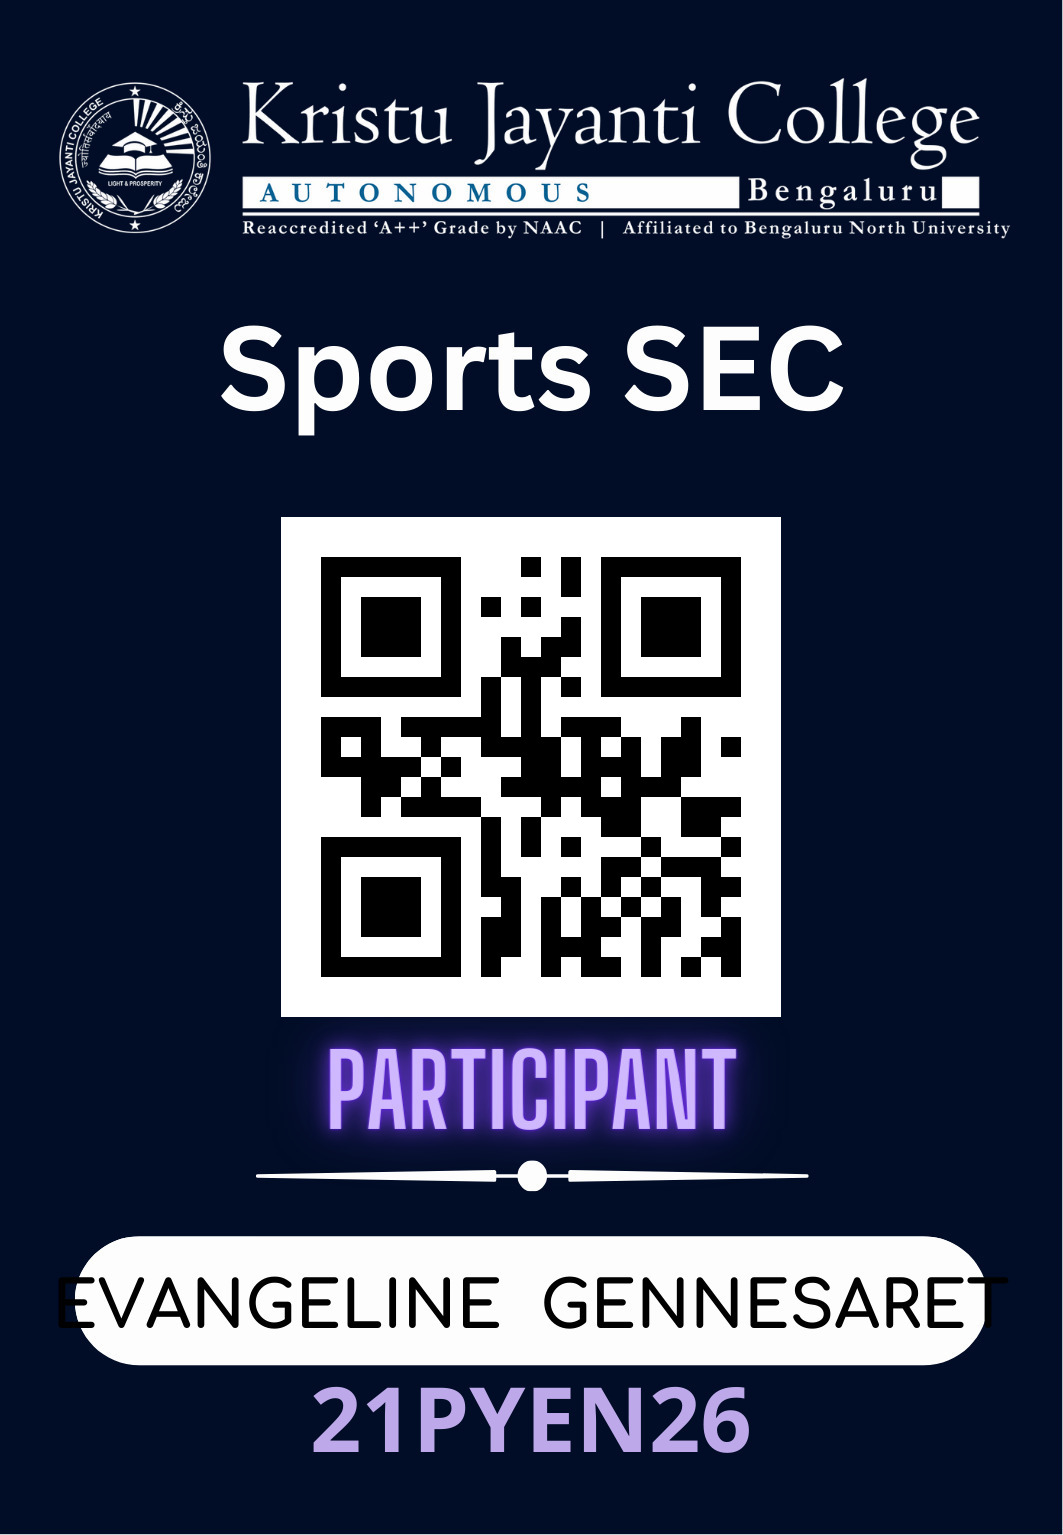 KRISTU JAYANTI COLLEGE
LIGHT & PROSPERITY
Kristu Jayanti College
AUTONOMOUS Bengaluru
Reaccredited ‘A++’ Grade by NAAC | Affiliated to Bengaluru North University
Sports SEC
PARTICIPANT
EVANGELINE GENNESARET
21PYEN26